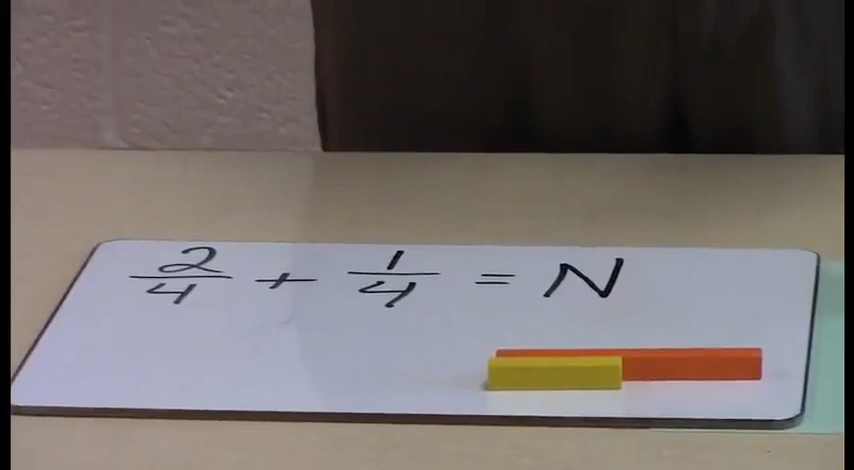 2/4 + 1/4 = N